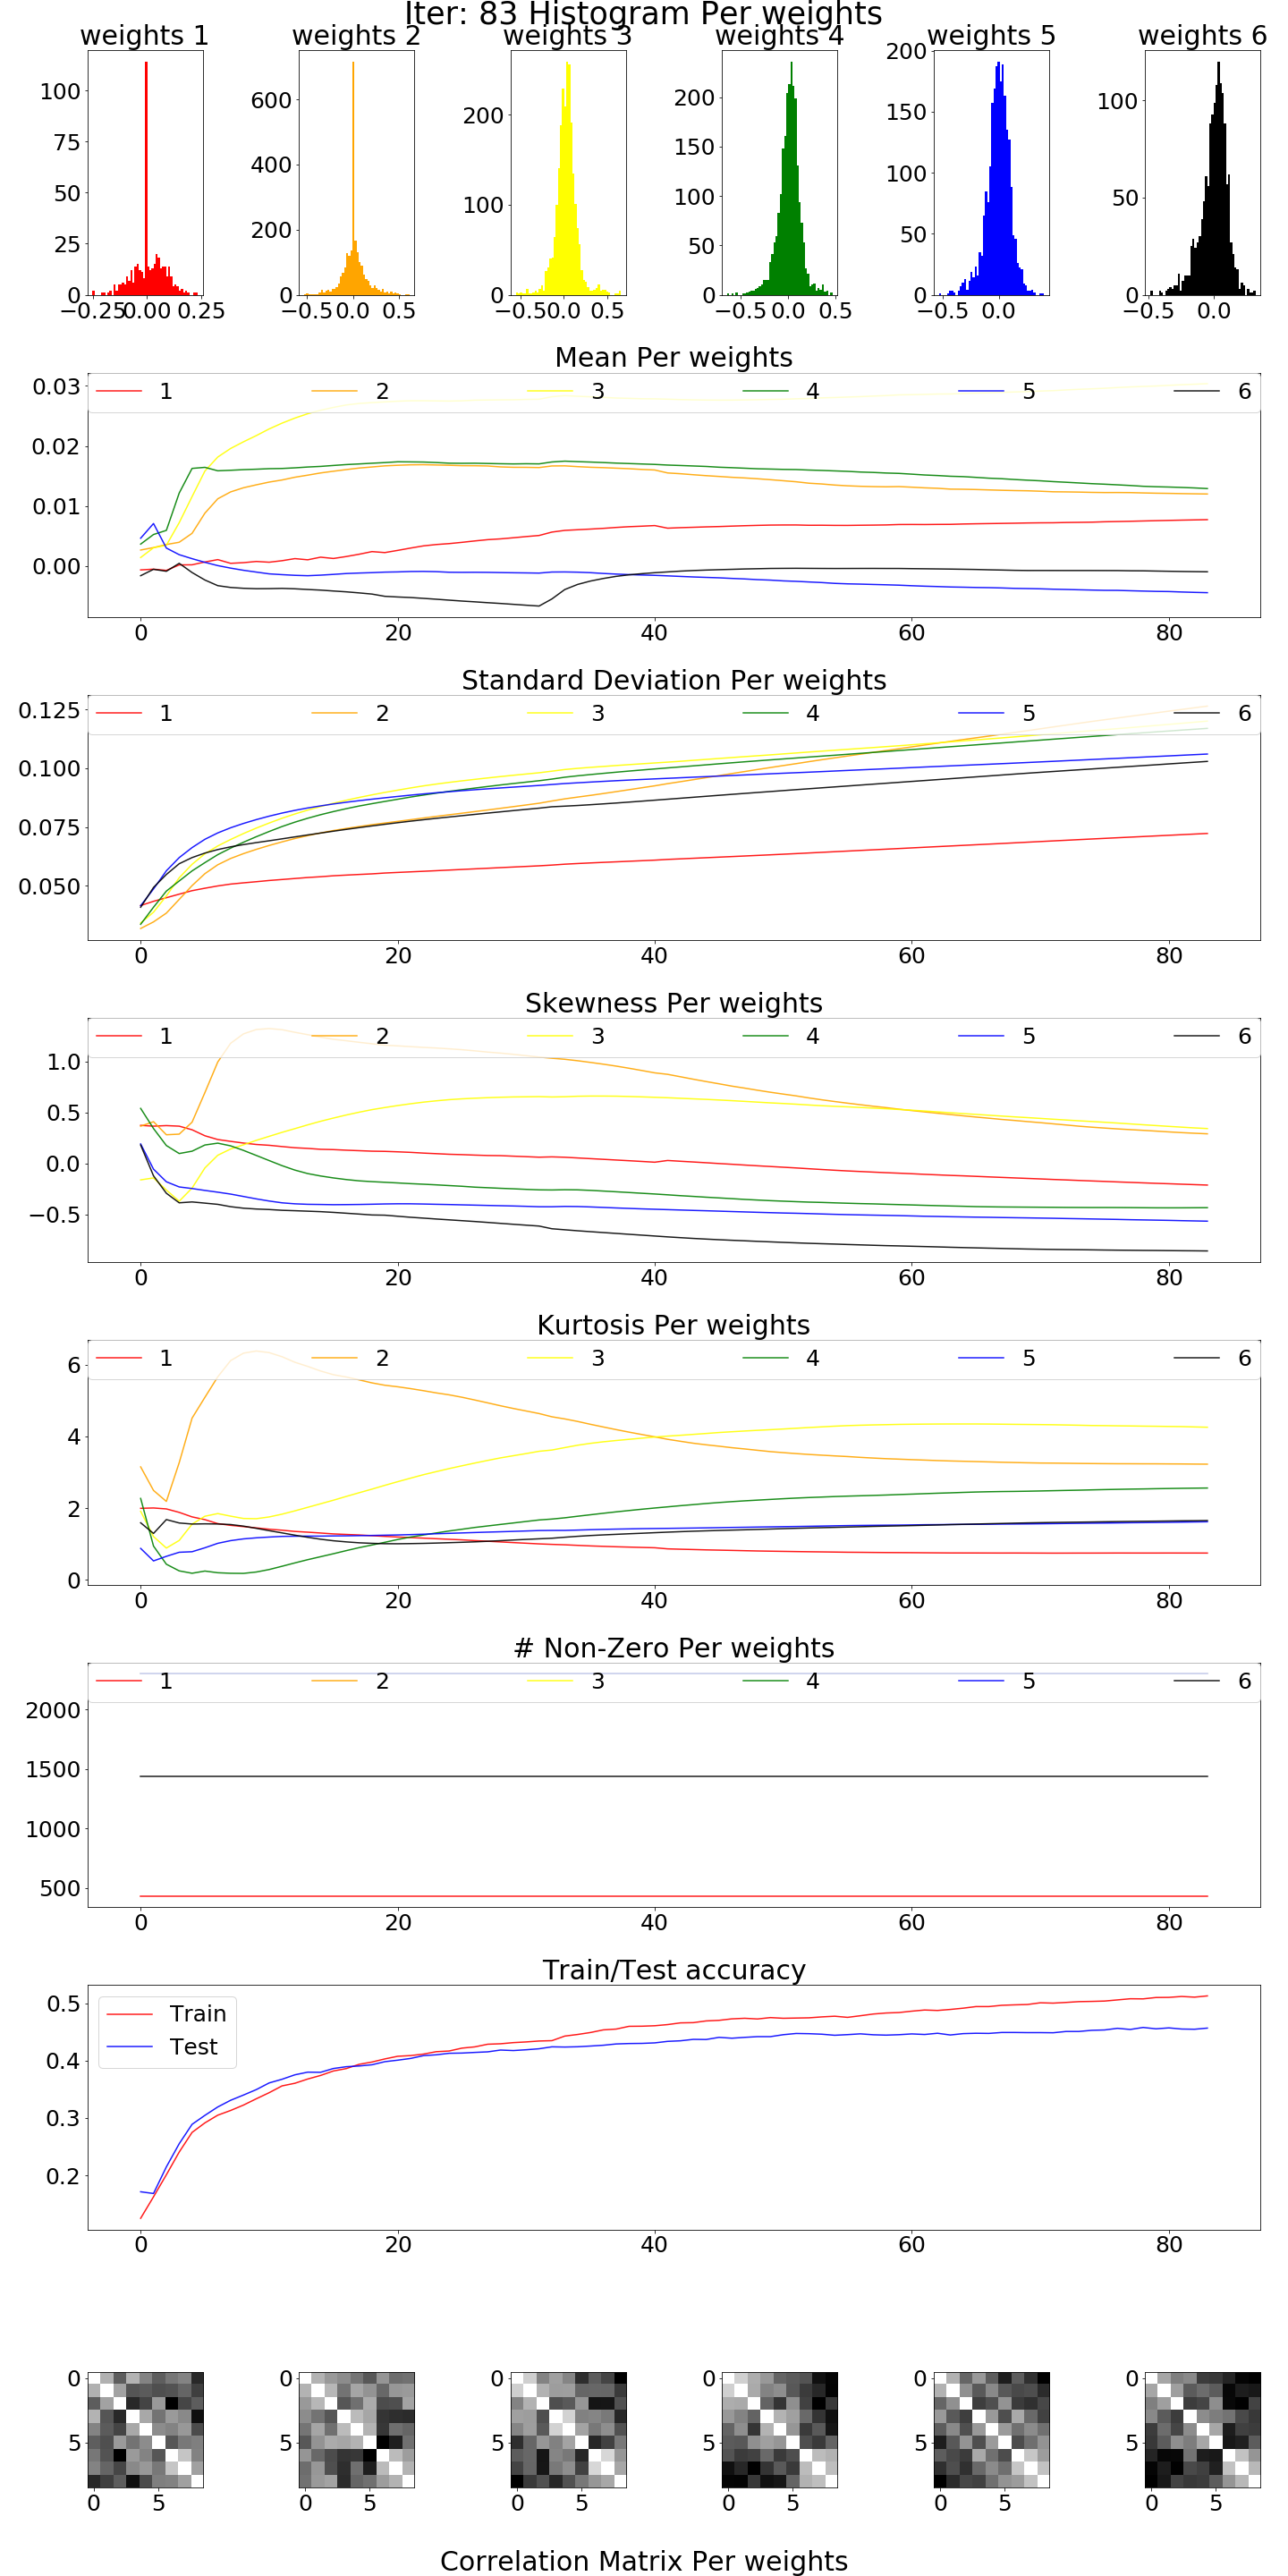 Iter: 83 Histogram Per weights
weights 1 weights 2 weights 3 weights 4 weights 5 weights 6
100
75
50
25
0
−0.25 0.00 0.25
600
400
200
0
−0.5 0.0 0.5
200
100
0
−0.5 0.0 0.5
200
150
100
50
0
−0.5 0.0 0.5
200
150
100
50
0
−0.5 0.0
100
50
0
−0.5 0.0
Mean Per weights
1 2 3 4 5 6
0.03
0.02
0.01
0.00
0 20 40 60 80
Standard Deviation Per weights
1 2 3 4 5 6
0.125
0.100
0.075
0.050
0 20 40 60 80
Skewness Per weights
1 2 3 4 5 6
1.0
0.5
0.0
−0.5
0 20 40 60 80
Kurtosis Per weights
1 2 3 4 5 6
6
4
2
0
0 20 40 60 80
# Non-Zero Per weights
1 2 3 4 5 6
2000
1500
1000
500
0 20 40 60 80
Train/Test accuracy
Train
Test
0.5
0.4
0.3
0.2
0 20 40 60 80
0
5
0 5
0
5
0 5
0
5
0 5
0
5
0 5
0
5
0 5
0
5
0 5
Correlation Matrix Per weights